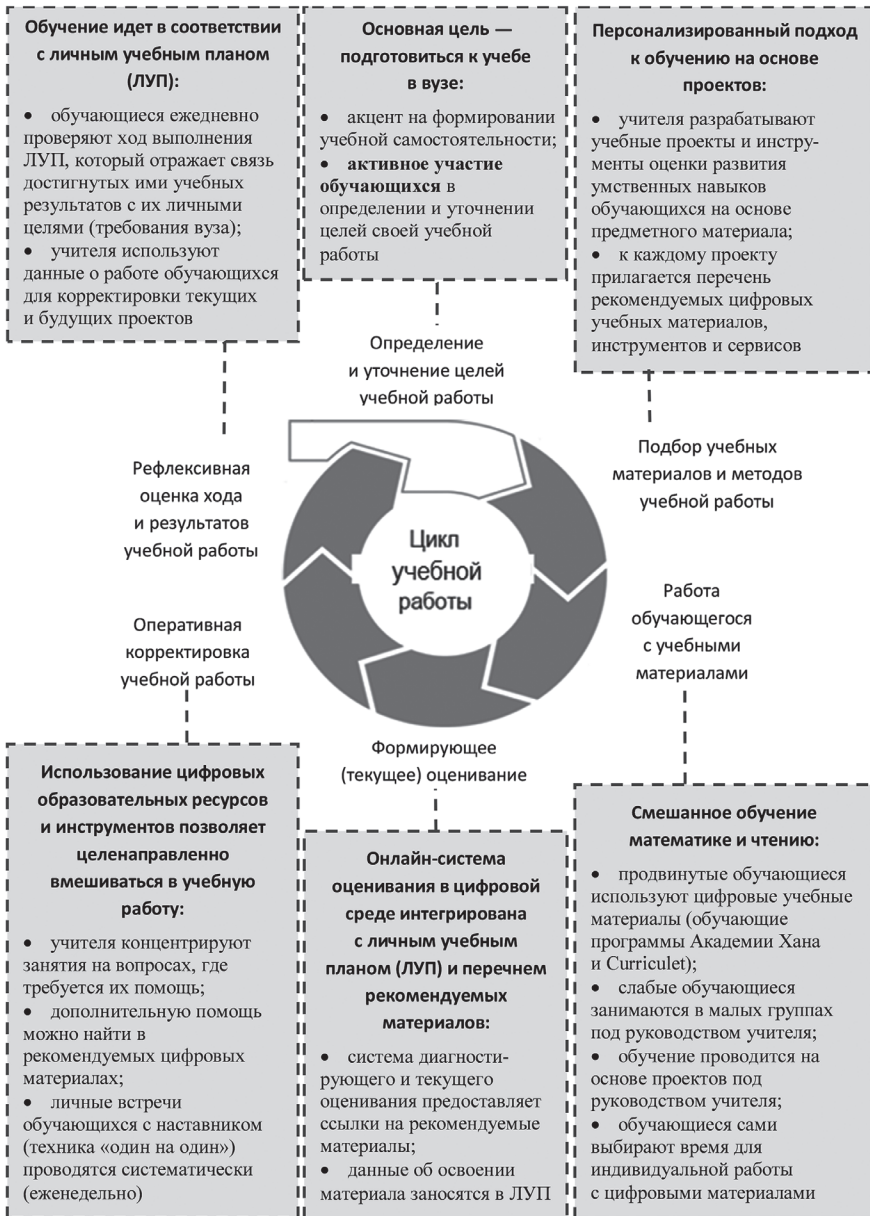 Обучение идет в соответствии
с личным учебным планом
(ЛУП):
• обучающиеся ежедневно
проверяют ход выполнения
ЛУП, который отражает связь
достигнутых ими учебных
результатов с их личными
целями (требования вуза);
• учителя используют
данные о работе обучающихся
для корректировки текущих
и будущих проектов
Основная цель —
подготовиться к учебе
в вузе:
• акцент на формировании
учебной самостоятельности;
• активное участие
обучающихся в
определении и уточнении
целей своей учебной
работы
Персонализированный подход
к обучению на основе
проектов:
• учителя разрабатывают
учебные проекты и инстру-
менты оценки развития
умственных навыков
обучающихся на основе
предметного материала;
• к каждому проекту
прилагается перечень
рекомендуемых цифровых
учебных материалов,
инструментов и сервисов
Определение
и уточнение целей
учебной работы
Рефлексивная
оценка хода
и результатов
учебной работы
Подбор учебных
материалов и методов
учебной работы
Цикл
учебной
работы
Оперативная
корректировка
учебной работы
Работа
обучающегося
с учебными
материалами
Формирующее
(текущее) оценивание
Использование цифровых
образовательных ресурсов
и инструментов позволяет
целенаправленно
вмешиваться в учебную
работу:
• учителя концентрируют
занятия на вопросах, где
требуется их помощь;
• дополнительную помощь
можно найти в
рекомендуемых цифровых
материалах;
• личные встречи
обучающихся с наставником
(техника «один на один»)
проводятся систематически
(еженедельно)
Онлайн-система
оценивания в цифровой
среде интегрирована
с личным учебным
планом (ЛУП) и перечнем
рекомендуемых
материалов:
• система диагности-
рующего и текущего
оценивания предоставляет
ссылки на рекомендуемые
материалы;
• данные об освоении
материала заносятся в ЛУП
Смешанное обучение
математике и чтению:
• продвинутые обучающиеся
используют цифровые учебные
материалы (обучающие
программы Академии Хана
и Curriculet);
• слабые обучающиеся
занимаются в малых группах
под руководством учителя;
• обучение проводится на
основе проектов под
руководством учителя;
• обучающиеся сами
выбирают время для
индивидуальной работы
с цифровыми материалами